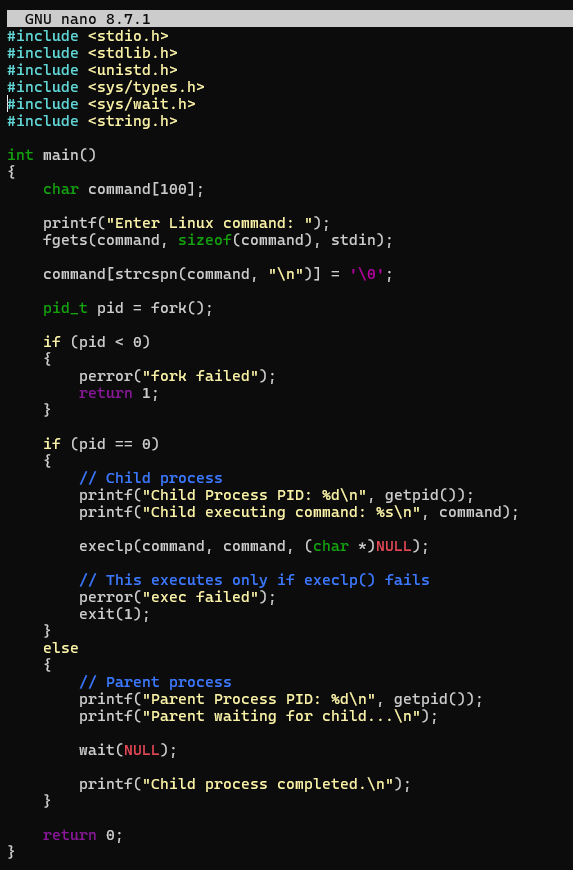 GNU nano 8.7.1
#include <stdio.h>
#include <stdlib.h>
#include <unistd.h>
#include <sys/types.h>
#include <sys/wait.h>
#include <string.h>

int main()
{
    char command[100];

    printf("Enter Linux command: ");
    fgets(command, sizeof(command), stdin);

    command[strcspn(command, "\n")] = '\0';

    pid_t pid = fork();

    if (pid < 0)
    {
        perror("fork failed");
        return 1;
    }

    if (pid == 0)
    {
        // Child process
        printf("Child Process PID: %d\n", getpid());
        printf("Child executing command: %s\n", command);

        execlp(command, command, (char *)NULL);

        // This executes only if execlp() fails
        perror("exec failed");
        exit(1);
    }
    else
    {
        // Parent process
        printf("Parent Process PID: %d\n", getpid());
        printf("Parent waiting for child...\n");

        wait(NULL);

        printf("Child process completed.\n");
    }

    return 0;
}